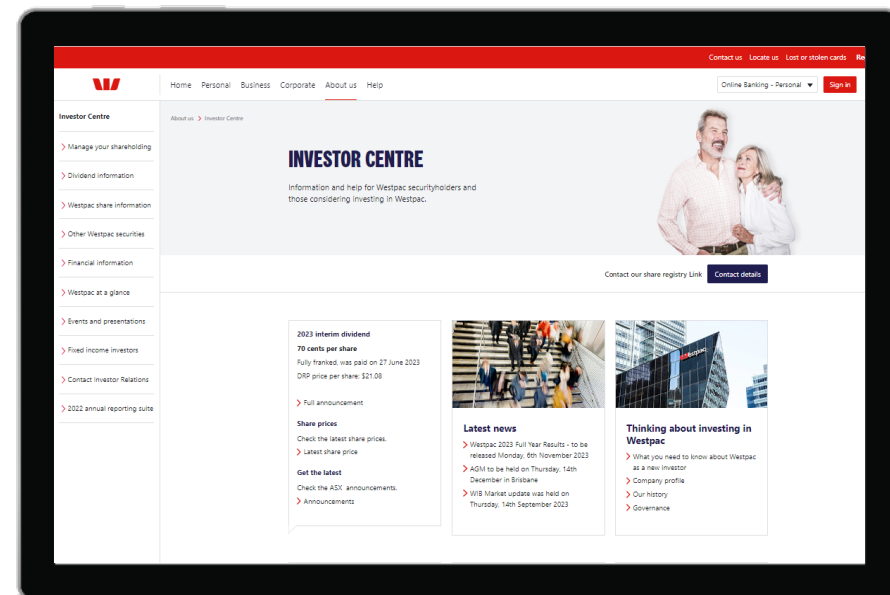 Contact us Locate us Lost or stolen cards Re
Home Personal Business Corporate About us Help
Online Banking - Personal
Sign in
Investor Centre
Manage your shareholding
Dividend information
Westpac share information
Other Westpac securities
Financial information
Westpac at a glance
Events and presentations
Fixed income investors
Contact Investor Relations
2022 annual reporting suite
About us Investor Centre
INVESTOR CENTRE
Information and help for Westpac securityholders and
those considering investing in Westpac.
Contact our share registry Link
Contact details
2023 interim dividend
70 cents per share
Fully franked, was paid on 27 June 2023
DRP price per share: $21.08
Full announcement
Share prices
Check the latest share prices.
Latest share price
Get the latest
Check the ASX announcements.
Announcements
Latest news
Westpac 2023 Full Year Results - to be
released Monday, 6th November 2023
AGM to be held on Thursday, 14th
December in Brisbane
WIB Market update was held on
Thursday, 14th September 2023
Westpac
Thinking about investing in
Westpac
What you need to know about Westpac
as a new investor
Company profile
Our history
Governance